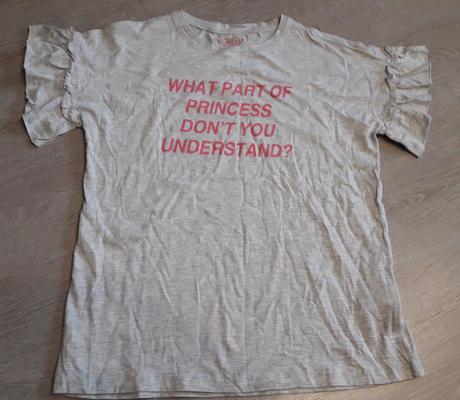 WHAT PART OF
PRINCESS
DON'T YOU
UNDERSTAND?